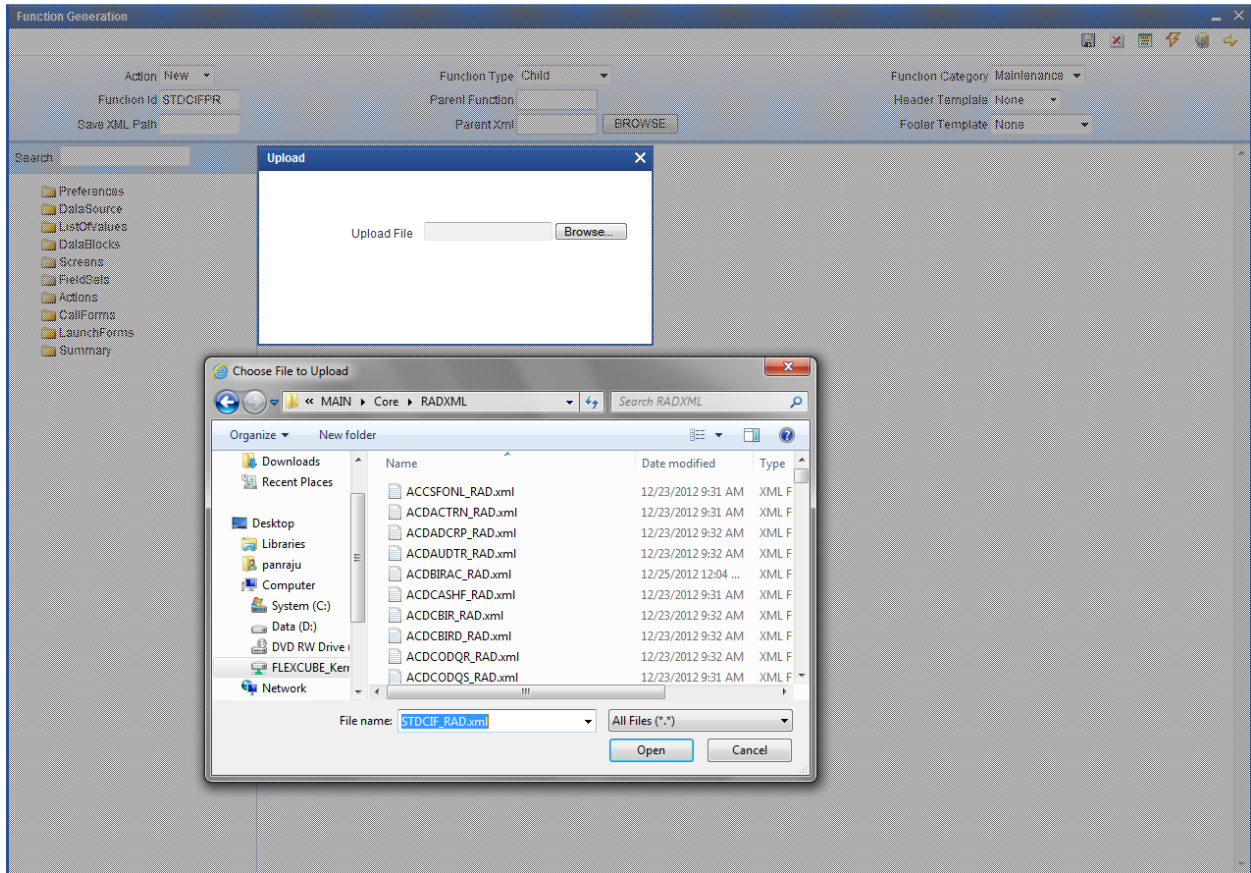 Function Generation
Action New Function Type Child Function Category Maintenance
Function Id STDCIFPR Parent Function Header Template None
Save XML Path Parent Xml BROWSE Footer Template None
Search
Preferences
DataSource
ListOfValues
DataBlocks
Screens
FieldSets
Actions
CallForms
LaunchForms
Summary
Upload
Upload File Browse...
Choose File to Upload
« MAIN Core RADXML Search RADXML
Organize New folder
Downloads
Recent Places
Desktop
Libraries
panraju
Computer
System (C:)
Data (D:)
DVD RW Drive (
FLEXCUBE_Kerr
Network
Name Date modified Type
ACCSFONL_RAD.xml 12/23/2012 9:31 AM XML F
ACDACTRN_RAD.xml 12/23/2012 9:31 AM XML F
ACDADCRP_RAD.xml 12/23/2012 9:32 AM XML F
ACDAUDTR_RAD.xml 12/23/2012 9:32 AM XML F
ACDBIRAC_RAD.xml 12/25/2012 12:04 ... XML F
ACDCASHF_RAD.xml 12/23/2012 9:31 AM XML F
ACDCBIR_RAD.xml 12/23/2012 9:32 AM XML F
ACDCBIRD_RAD.xml 12/23/2012 9:32 AM XML F
ACDCODQR_RAD.xml 12/23/2012 9:32 AM XML F
ACDCODQS_RAD.xml 12/23/2012 9:31 AM XML F
File name: STDCIF_RAD.xml All Files (*.*)
Open Cancel